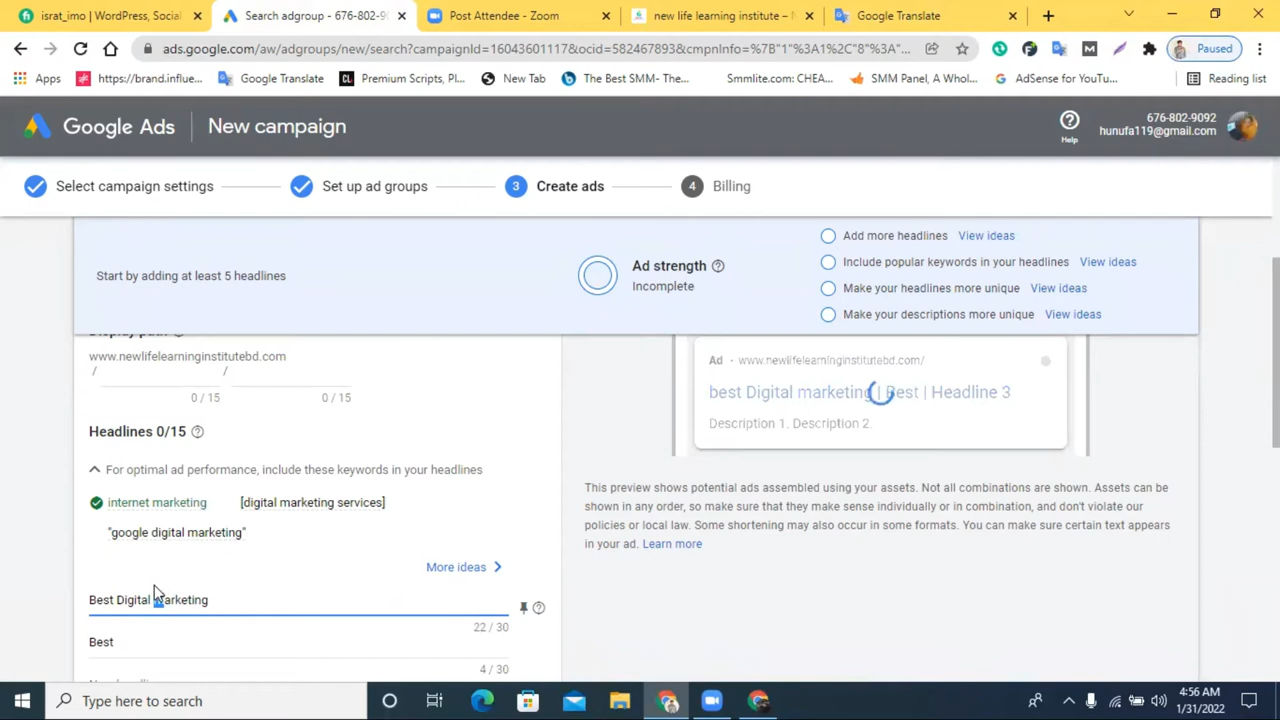 israt_imo | WordPress, Social
Search adgroup - 676-802-9
Post Attendee - Zoom
new life learning institute –
Google Translate
ads.google.com/aw/adgroups/new/search?campaignId=16043601117&ocid=582467893&cmpnInfo=%7B"1"%3A1%2C"8"%3A"...
Paused
Apps
https://brand.influe...
Google Translate
Premium Scripts, Pl...
New Tab
The Best SMM- The...
Smmlite.com: CHEA...
SMM Panel, A Whol...
AdSense for YouTu...
Reading list
Google Ads
New campaign
Help
676-802-9092
hunufa119@gmail.com
Select campaign settings
Set up ad groups
3 Create ads
4 Billing
Start by adding at least 5 headlines
Ad strength
Incomplete
Add more headlines View ideas
Include popular keywords in your headlines View ideas
Make your headlines more unique View ideas
Make your descriptions more unique View ideas
Display path
www.newlifelearninginstitutebd.com
/ /
0 / 15 0 / 15
Headlines 0/15
For optimal ad performance, include these keywords in your headlines
internet marketing [digital marketing services]
"google digital marketing"
More ideas
Best Digital marketing
22 / 30
Best
4 / 30
Ad · www.newlifelearninginstitutebd.com/
best Digital marketing | Best | Headline 3
Description 1. Description 2.
This preview shows potential ads assembled using your assets. Not all combinations are shown. Assets can be
shown in any order, so make sure that they make sense individually or in combination, and don't violate our
policies or local law. Some shortening may also occur in some formats. You can make sure certain text appears
in your ad. Learn more
Type here to search
4:56 AM
1/31/2022